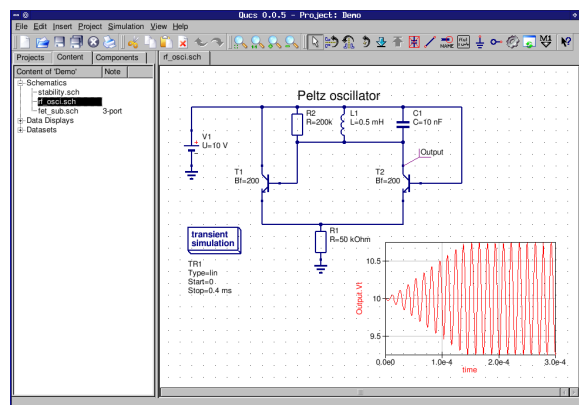 Qucs 0.0.5 - Project: Demo
File Edit Insert Project Simulation View Help
NAME
M1
Projects Content Components
rf_osci.sch
Content of 'Demo' Note
Schematics
stability.sch
rf_osci.sch
fet_sub.sch 3-port
Data Displays
Datasets
Peltz oscillator
R2
R=200k
L1
L=0.5 mH
C1
C=10 nF
V1
U=10 V
Output
T1
Bf=200
T2
Bf=200
R1
R=50 kOhm
transient
simulation
TR1
Type=lin
Start=0
Stop=0.4 ms
10.5
10
9.5
Output.Vt
0.0e0 1.0e-4 2.0e-4 3.0e-4
time